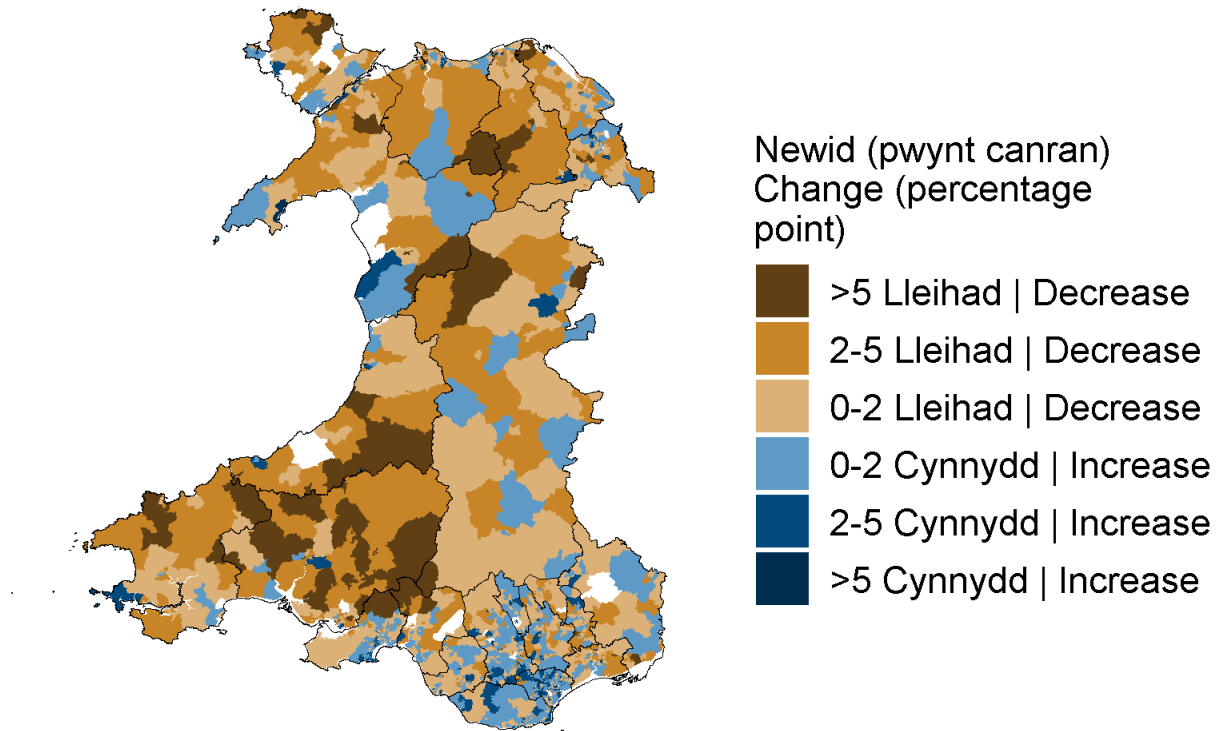 Newid (pwynt canran)
Change (percentage
point)
>5 Lleihad | Decrease
2-5 Lleihad | Decrease
0-2 Lleihad | Decrease
0-2 Cynnydd | Increase
2-5 Cynnydd | Increase
>5 Cynnydd | Increase